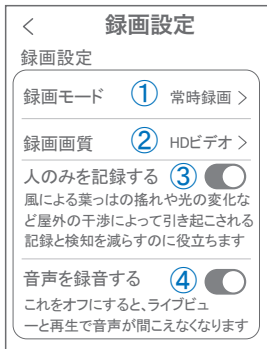 < 録画設定
録画設定
録画モード ① 常時録画 >
録画画質 ② HDビデオ >
人のみを記録する ③
風による葉っはの搖れや光の変化な
ど屋外の干渉によって引き起こされる
記録と検知を減らすのに役立ちます
音声を録音する ④
これをオフにすると、ライブビュ
ーと再生で音声が間こえなくなります